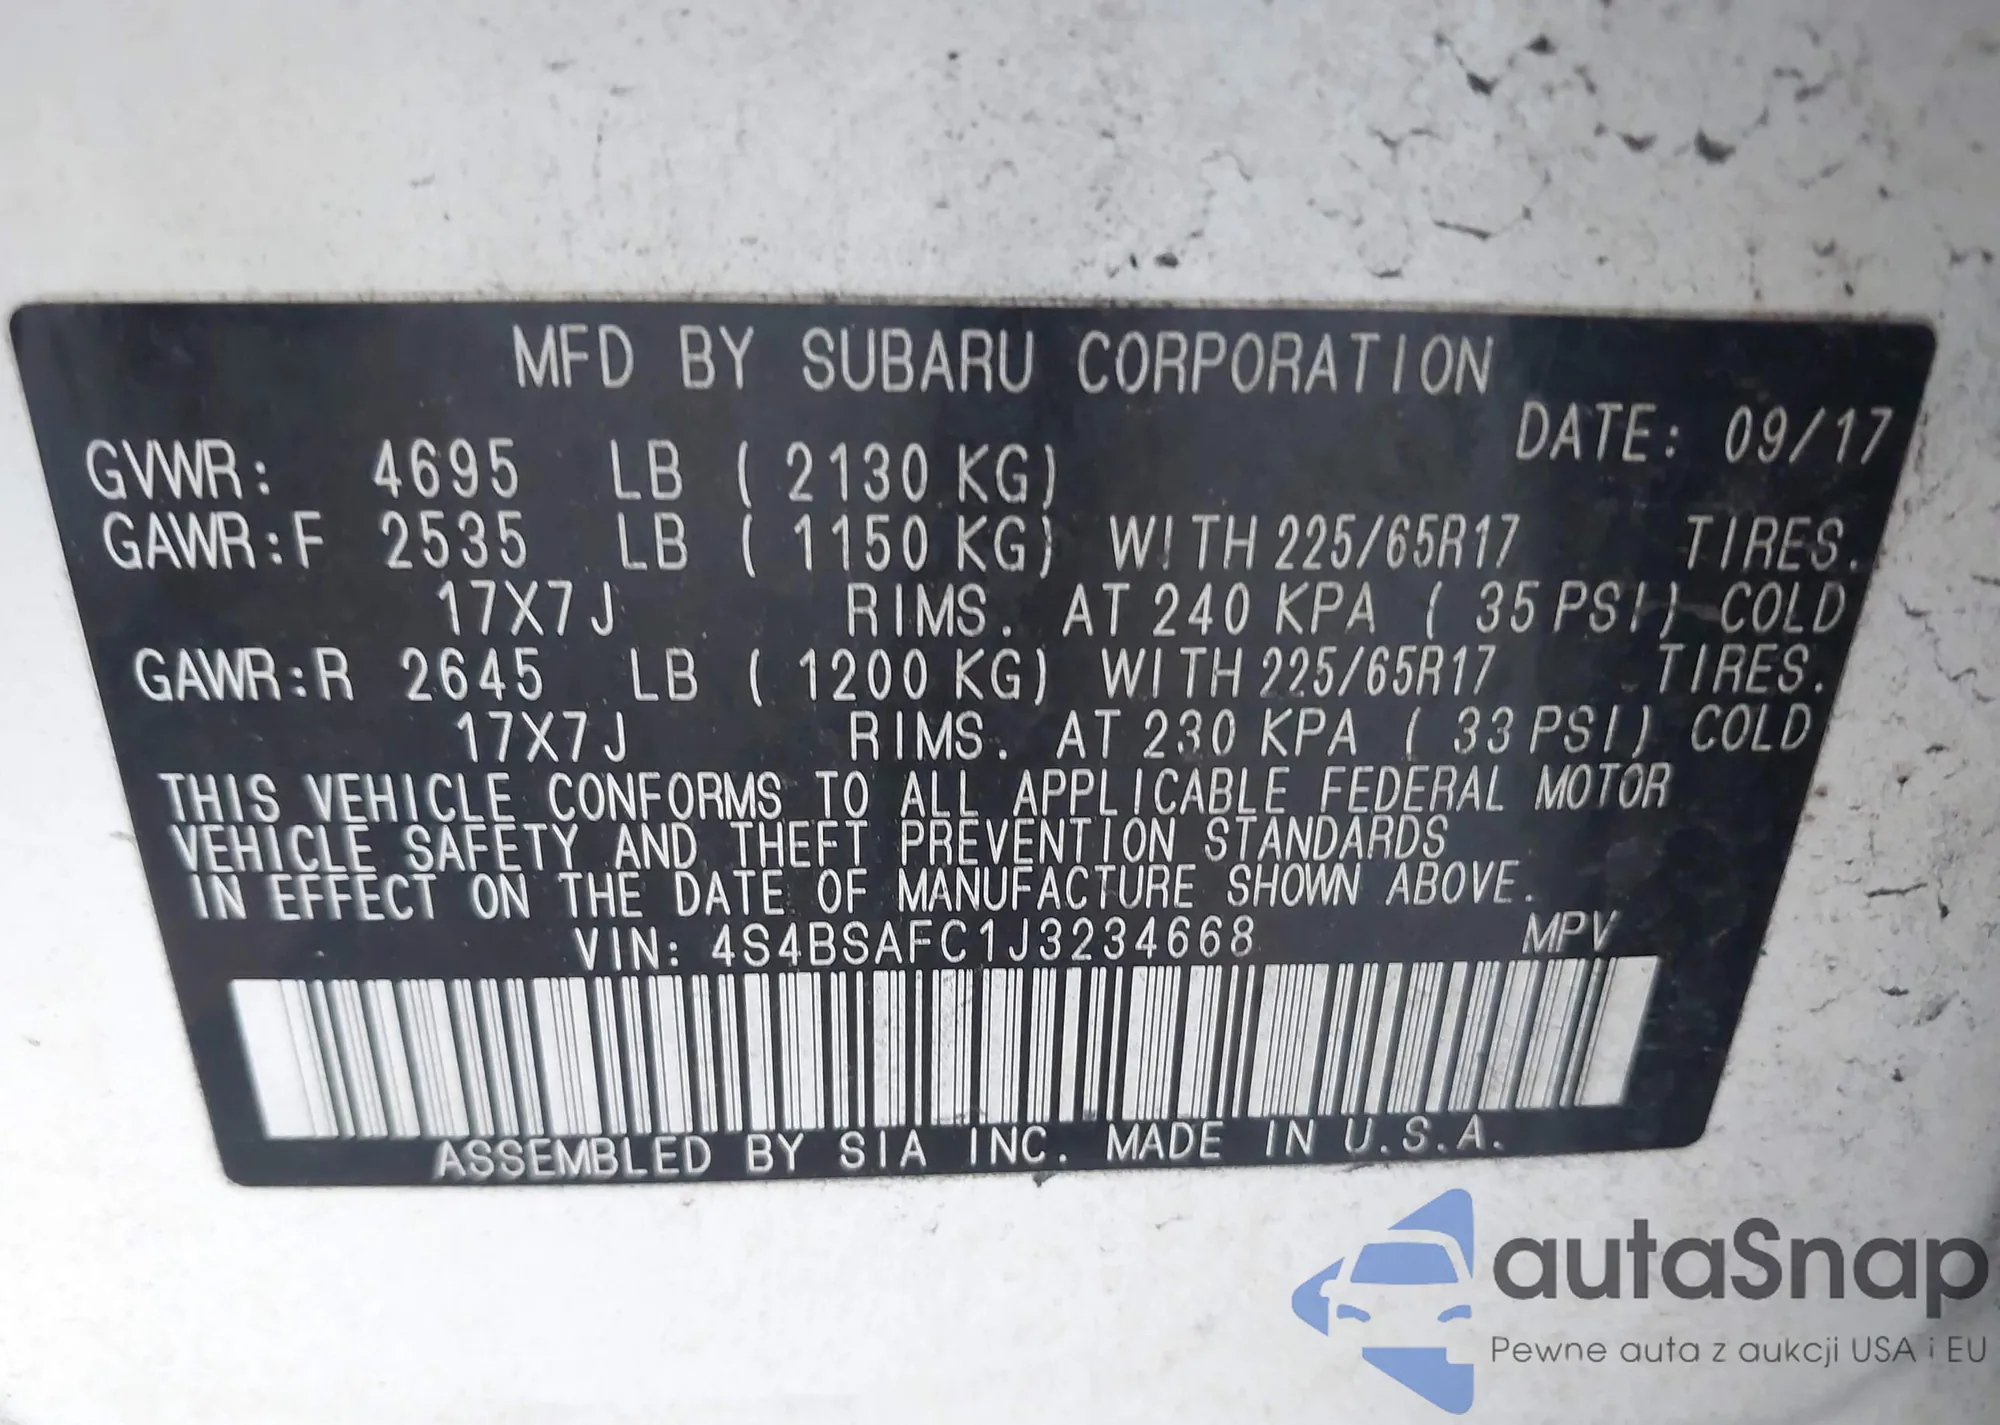 MFD BY SUBARU CORPORATION
DATE: 09/17
GVWR: 4695 LB ( 2130 KG)
GAWR:F 2535 LB ( 1150 KG) WITH 225/65R17 TIRES.
17X7J RIMS. AT 240 KPA ( 35 PSI) COLD
GAWR:R 2645 LB ( 1200 KG) WITH 225/65R17 TIRES.
17X7J RIMS. AT 230 KPA ( 33 PSI) COLD
THIS VEHICLE CONFORMS TO ALL APPLICABLE FEDERAL MOTOR
VEHICLE SAFETY AND THEFT PREVENTION STANDARDS
IN EFFECT ON THE DATE OF MANUFACTURE SHOWN ABOVE.
VIN: 4S4BSAFC1J3234668 MPV
ASSEMBLED BY SIA INC. MADE IN U.S.A.
autaSnap
Pewne auta z aukcji USA i EU